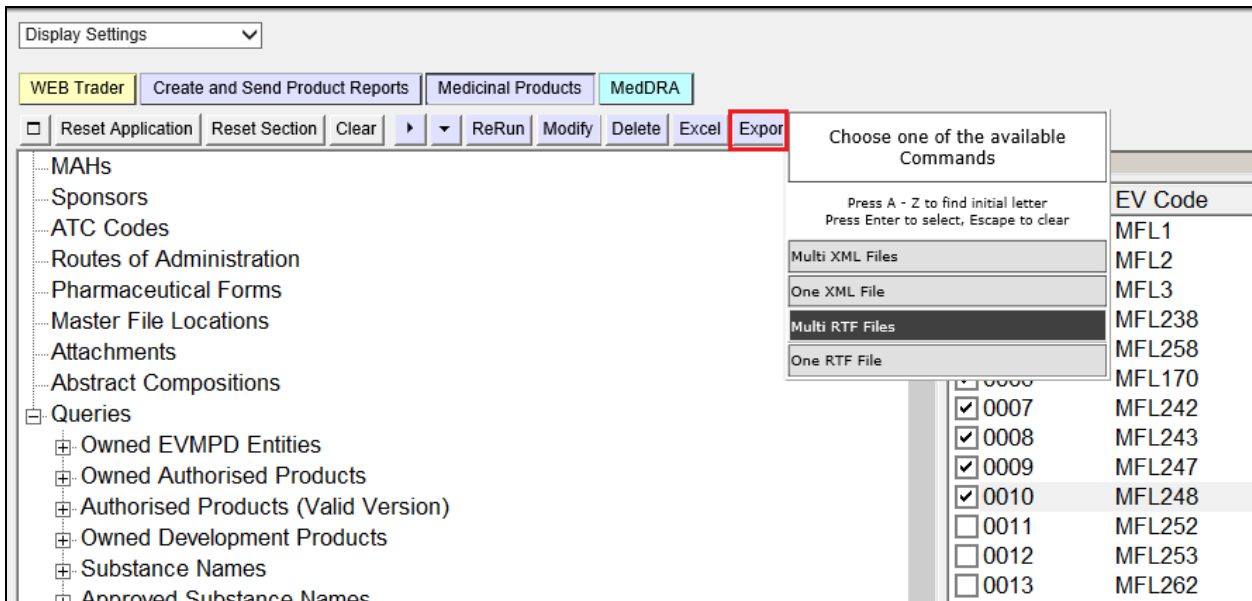 Display Settings
WEB Trader Create and Send Product Reports Medicinal Products MedDRA
Reset Application Reset Section Clear ReRun Modify Delete Excel Expor
Choose one of the available
Commands
Press A - Z to find initial letter
Press Enter to select, Escape to clear
Multi XML Files
One XML File
Multi RTF Files
One RTF File
MAHs
Sponsors
ATC Codes
Routes of Administration
Pharmaceutical Forms
Master File Locations
Attachments
Abstract Compositions
Queries
Owned EVMPD Entities
Owned Authorised Products
Authorised Products (Valid Version)
Owned Development Products
Substance Names
Approved Substance Names
EV Code
MFL1
MFL2
MFL3
MFL238
MFL258
MFL170
0007 MFL242
0008 MFL243
0009 MFL247
0010 MFL248
0011 MFL252
0012 MFL253
0013 MFL262